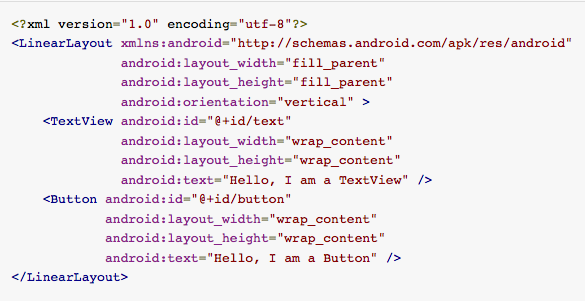 <?xml version="1.0" encoding="utf-8"?>
<LinearLayout xmlns:android="http://schemas.android.com/apk/res/android"
android:layout_width="fill_parent"
android:layout_height="fill_parent"
android:orientation="vertical" >
<TextView android:id="@+id/text"
android:layout_width="wrap_content"
android:layout_height="wrap_content"
android:text="Hello, I am a TextView" />
<Button android:id="@+id/button"
android:layout_width="wrap_content"
android:layout_height="wrap_content"
android:text="Hello, I am a Button" />
</LinearLayout>